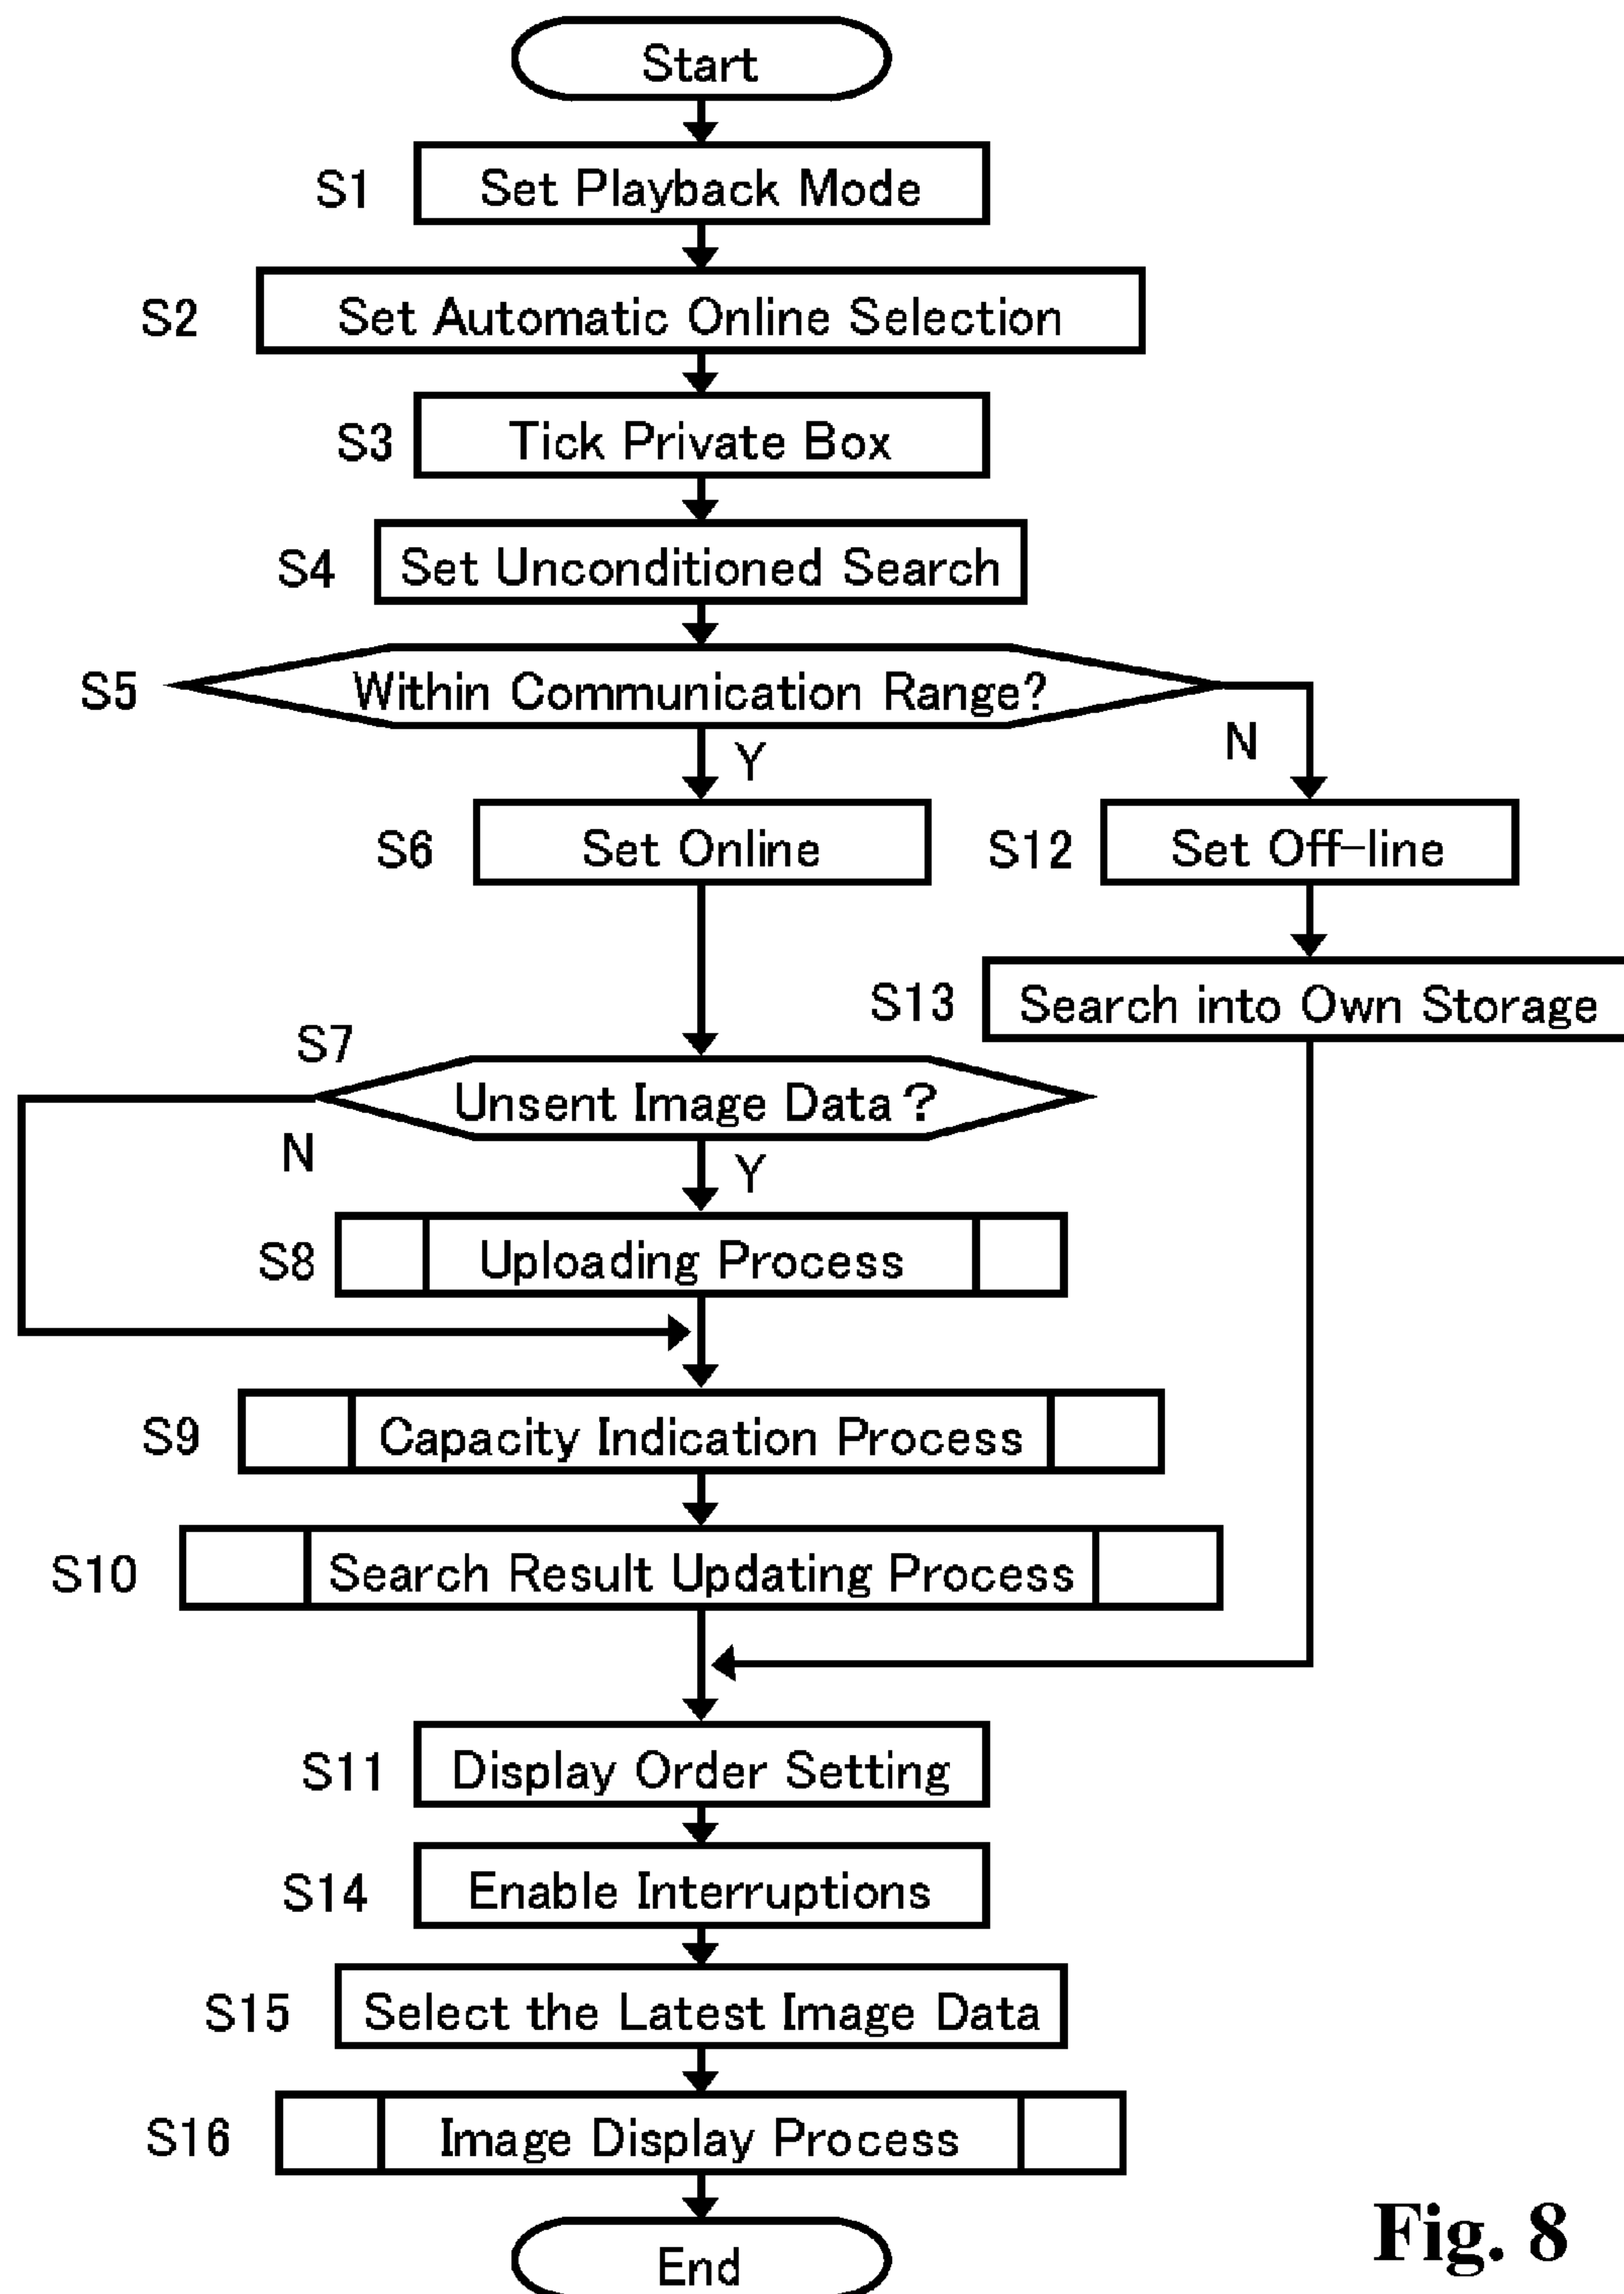 Start
S1
Set Playback Mode
S2
Set Automatic Online Selection
S3
Tick Private Box
S4
Set Unconditioned Search
S5
Within Communication Range?
Y
N
S6
Set Online
S12
Set Off-line
S13
Search into Own Storage
S7
Unsent Image Data?
N
Y
S8
Uploading Process
S9
Capacity Indication Process
S10
Search Result Updating Process
S11
Display Order Setting
S14
Enable Interruptions
S15
Select the Latest Image Data
S16
Image Display Process
End
Fig. 8